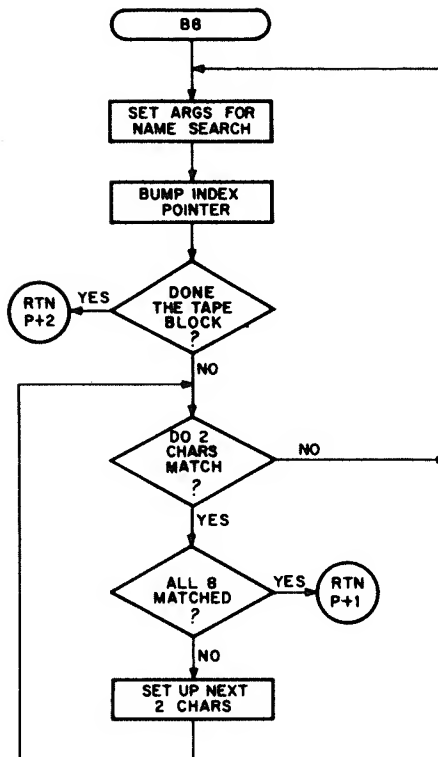 B6
SET ARGS FOR
NAME SEARCH
BUMP INDEX
POINTER
DONE
THE TAPE
BLOCK
?
YES
RTN
P+2
NO
DO 2
CHARS
MATCH
?
NO
YES
ALL 8
MATCHED
?
YES
RTN
P+1
NO
SET UP NEXT
2 CHARS